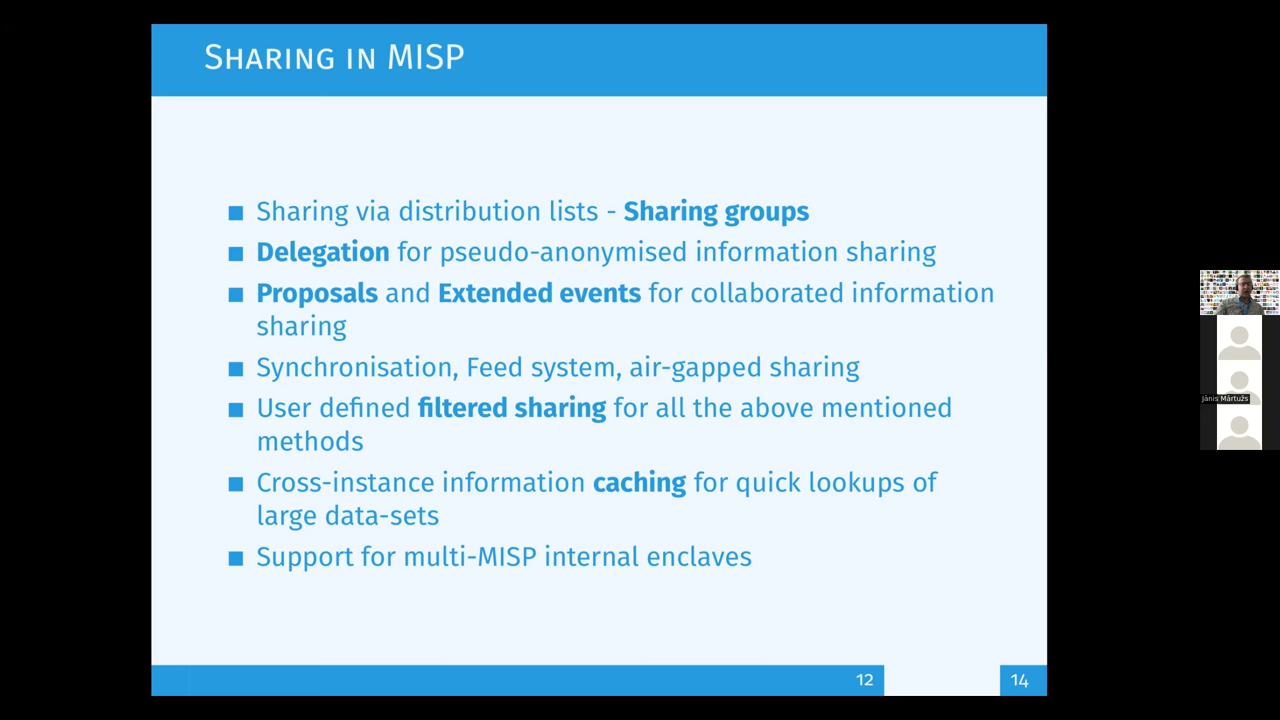 Sharing in MISP
■ Sharing via distribution lists - Sharing groups
■ Delegation for pseudo-anonymised information sharing
■ Proposals and Extended events for collaborated information
sharing
■ Synchronisation, Feed system, air-gapped sharing
■ User defined filtered sharing for all the above mentioned
methods
■ Cross-instance information caching for quick lookups of
large data-sets
■ Support for multi-MISP internal enclaves
12
14
Jānis Mārtužs